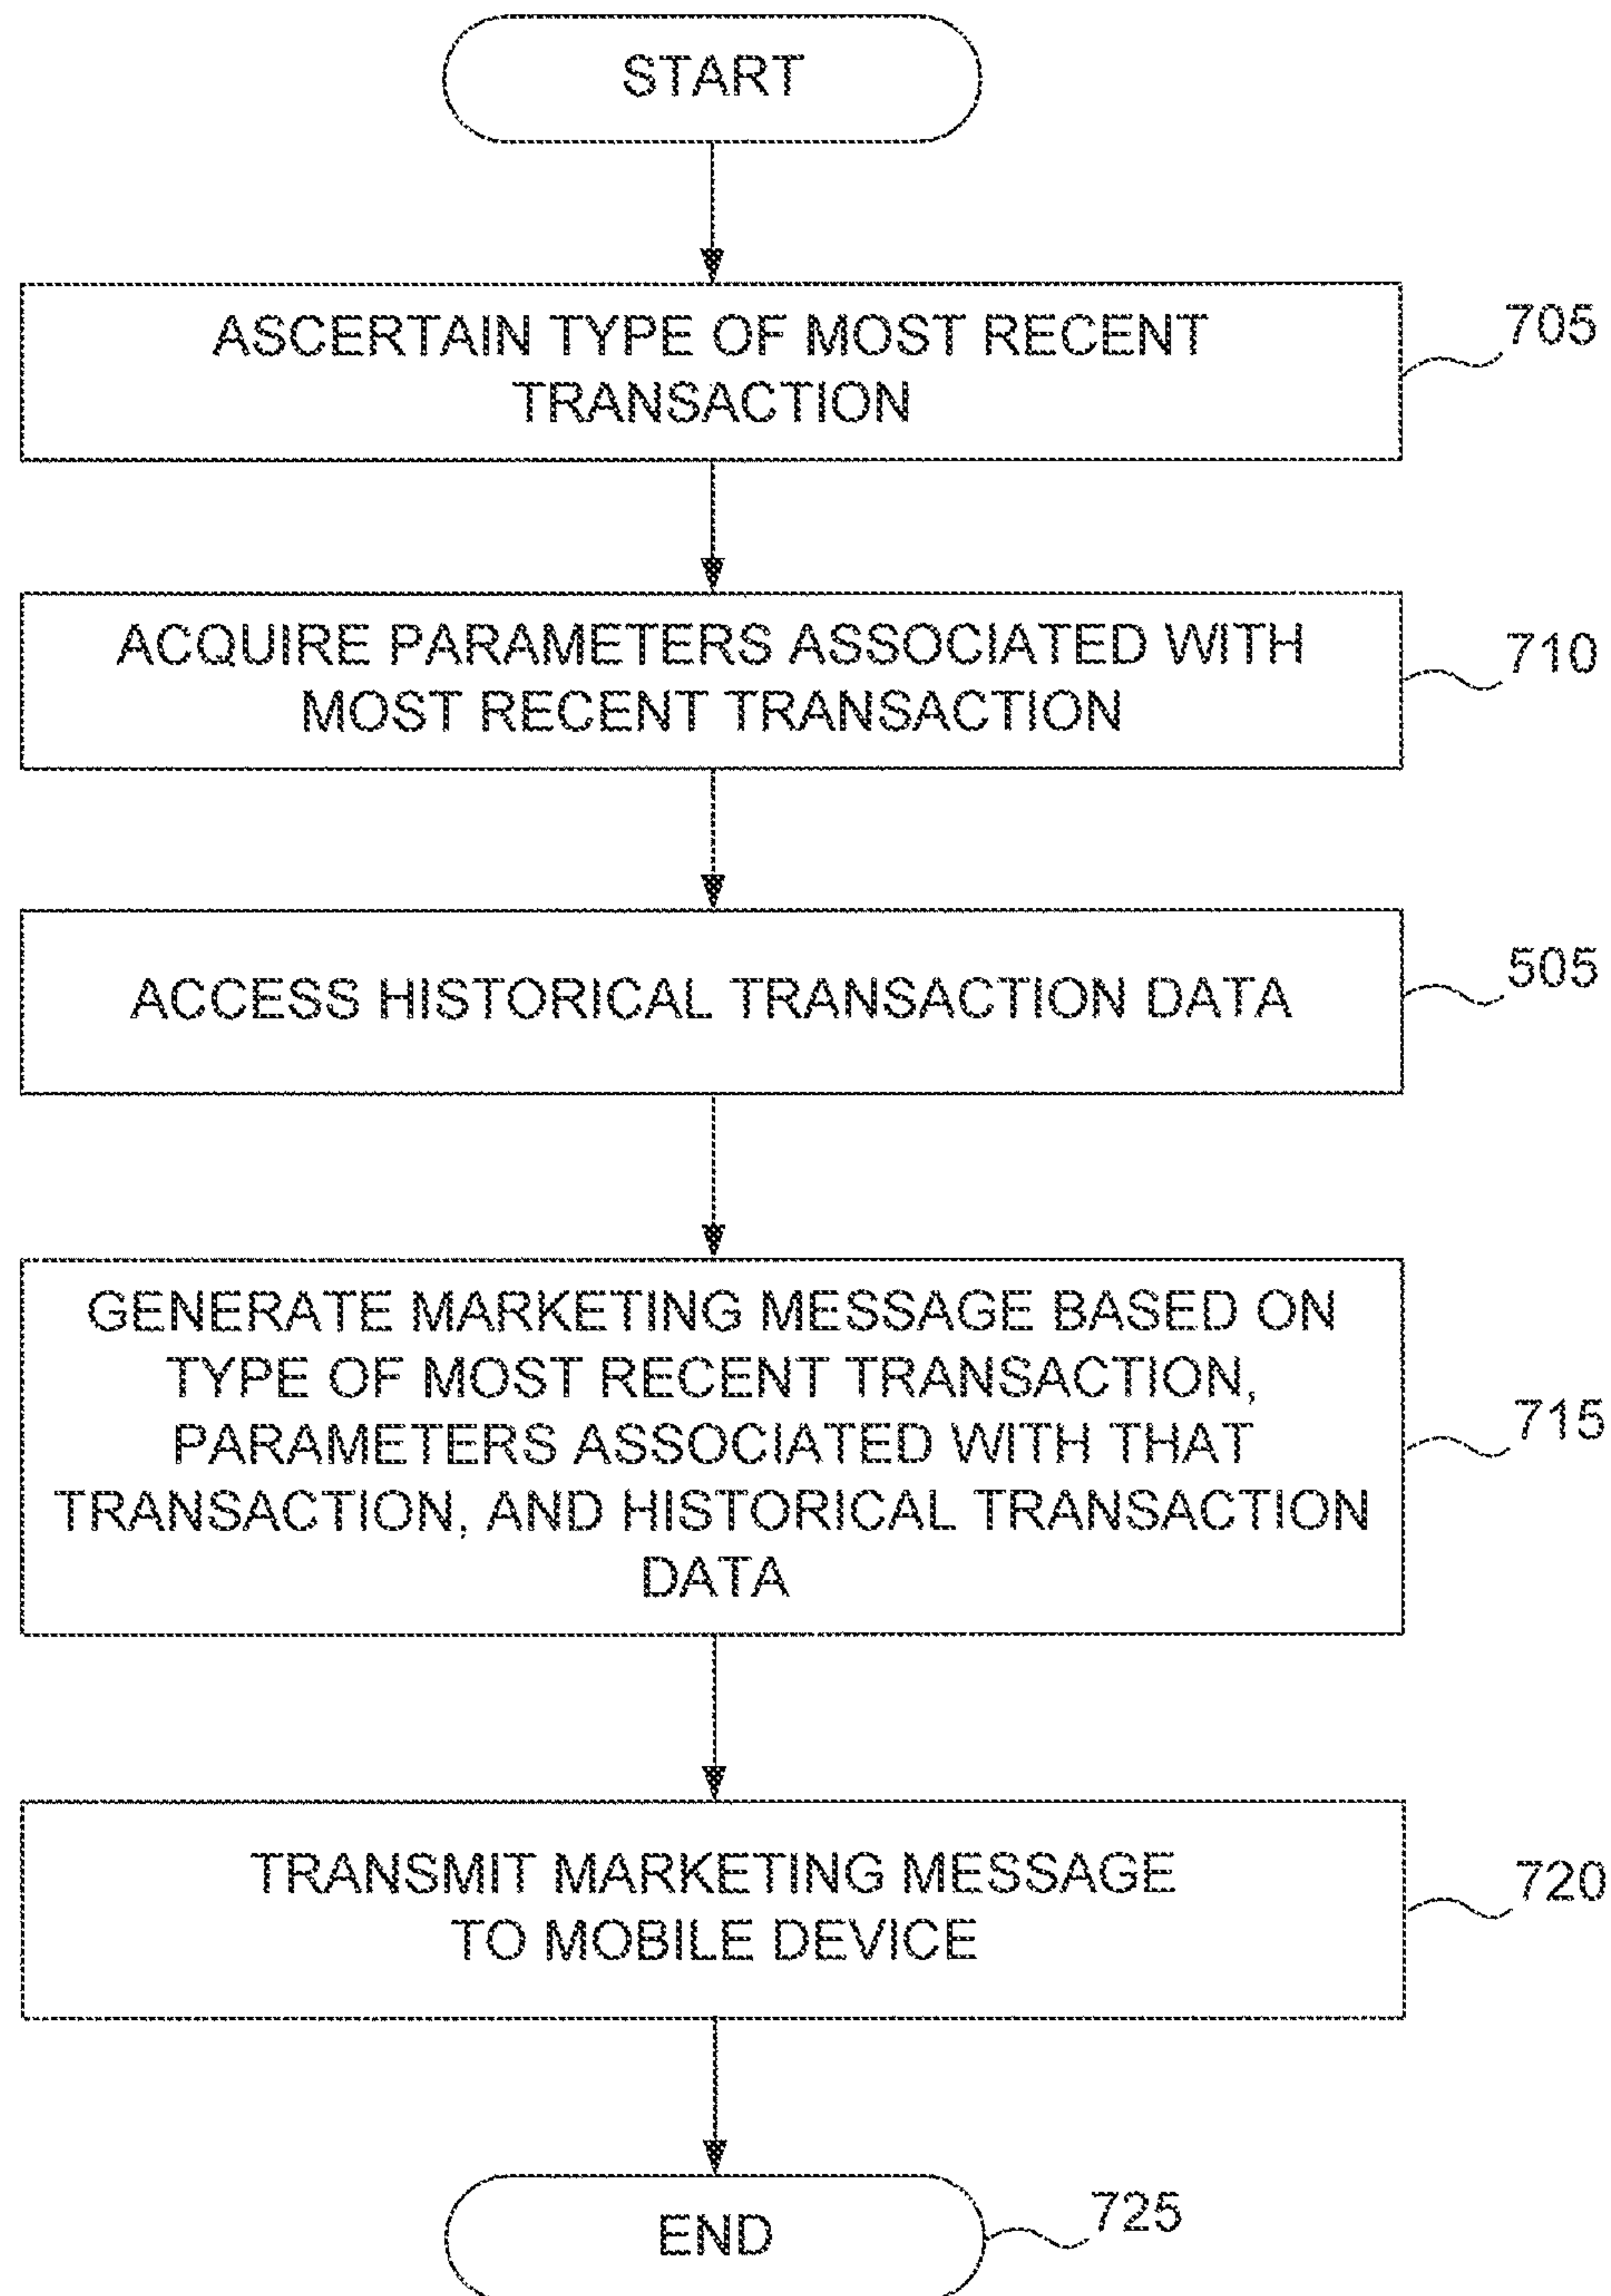 START
ASCERTAIN TYPE OF MOST RECENT
TRANSACTION
705
ACQUIRE PARAMETERS ASSOCIATED WITH
MOST RECENT TRANSACTION
710
ACCESS HISTORICAL TRANSACTION DATA
505
GENERATE MARKETING MESSAGE BASED ON
TYPE OF MOST RECENT TRANSACTION,
PARAMETERS ASSOCIATED WITH THAT
TRANSACTION, AND HISTORICAL TRANSACTION
DATA
715
TRANSMIT MARKETING MESSAGE
TO MOBILE DEVICE
720
END
725